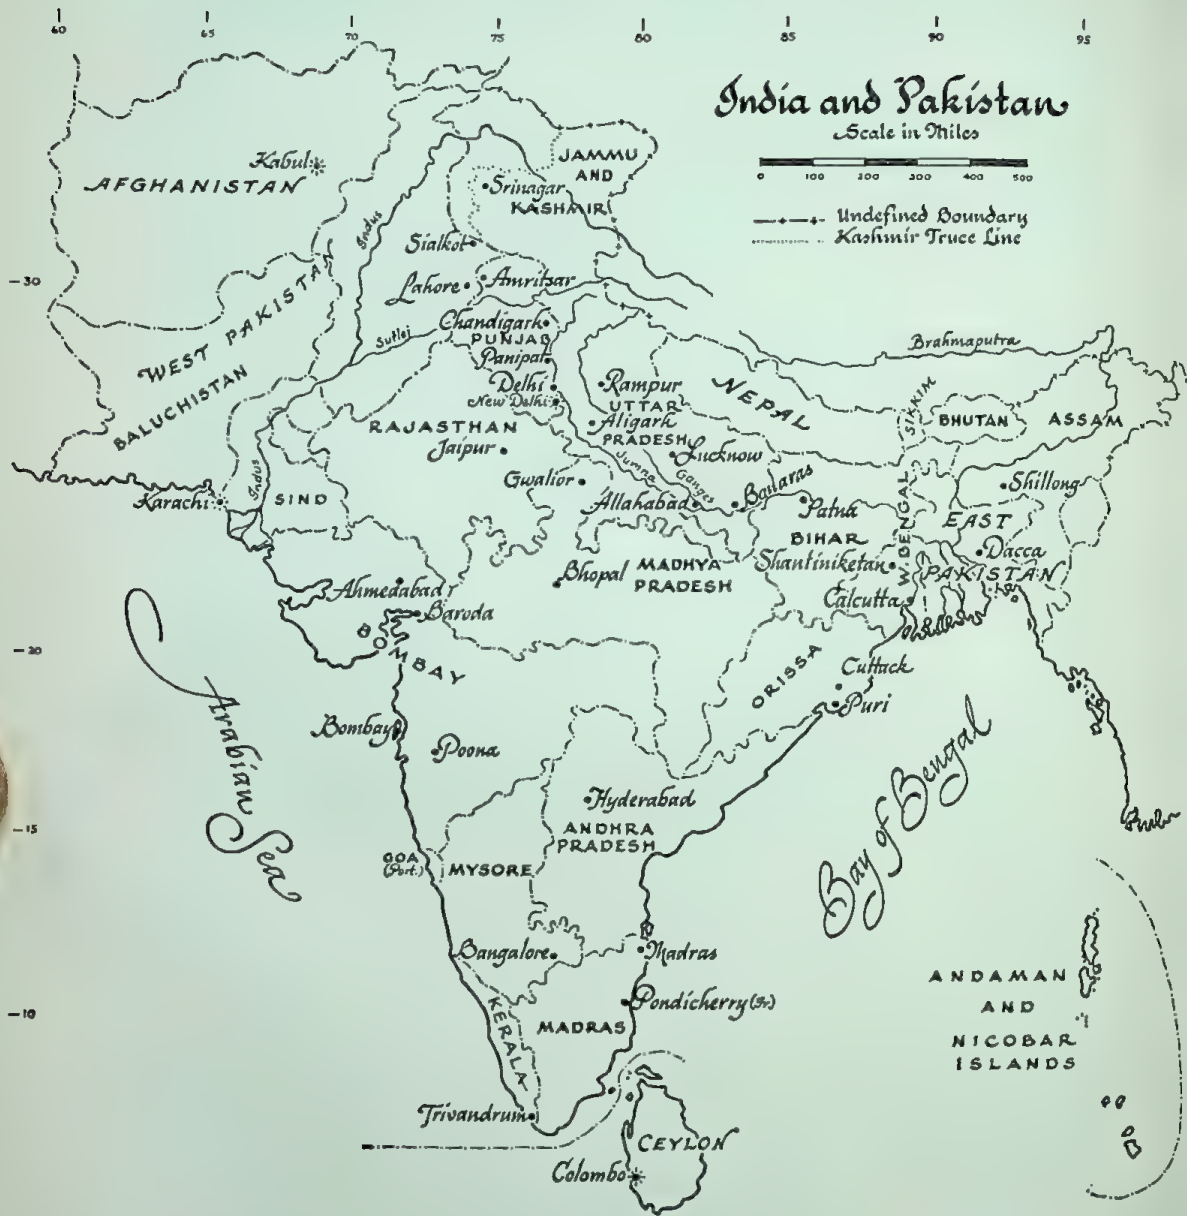 60 65 70 75 80 85 90 95
India and Pakistan
Scale in Miles
0 100 200 300 400 500
Undefined Boundary
Kashmir Truce Line
Kabul
AFGHANISTAN
JAMMU
AND
KASHMIR
Srinagar
Indus
Sialkot
30
Lahore
Amritsar
WEST PAKISTAN
Chandigark
PUNJAB
Sutlej
Panipat
Brahmaputra
BALUCHISTAN
Delhi
New Delhi
Rampur
UTTAR
PRADESH
NEPAL
SIKKIM
BHUTAN
ASSAM
RAJASTHAN
Aligark
Jaipur
Lucknow
Jumna
Ganges
Gwalior
Banaras
Karachi
Indus
SIND
Allahabad
Patna
BIHAR
W. BENGAL
Shillong
EAST
PAKISTAN
Dacca
Bhopal
MADHYA
PRADESH
Shantiniketan
Ahmedabad
Calcutta
Baroda
BOMBAY
20
ORISSA
Cuttack
Puri
Arabian Sea
Bombay
Poona
Bay of Bengal
Hyderabad
15
ANDHRA
PRADESH
GOA
(Port.)
MYSORE
Bangalore
Madras
ANDAMAN
AND
NICOBAR
ISLANDS
10
KERALA
MADRAS
Pondicherry (Fr.)
Trivandrum
CEYLON
Colombo